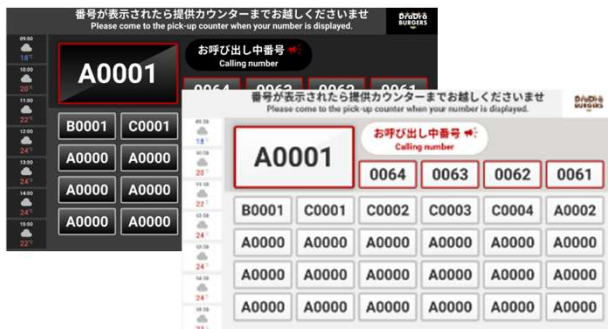 番号が表示されたら提供カウンターまでお越しくださいませ
Please come to the pick-up counter when your number is displayed.
BURGERS
09:00
18℃
10:00
20℃
11:00
22℃
12:00
24℃
13:00
24℃
14:00
24℃
15:00
22℃
A0001
お呼び出し中番号
Calling number
B0001 C0001
A0000 A0000
A0000 A0000
A0000 A0000
番号が表示されたら提供カウンターまでお越しくださいませ
Please come to the pick-up counter when your number is displayed.
BURGERS
A0001
お呼び出し中番号
Calling number
0064 0063 0062 0061
B0001 C0001 C0002 C0003 C0004 A0002
A0000 A0000 A0000 A0000 A0000 A0000
A0000 A0000 A0000 A0000 A0000 A0000
A0000 A0000 A0000 A0000 A0000 A0000